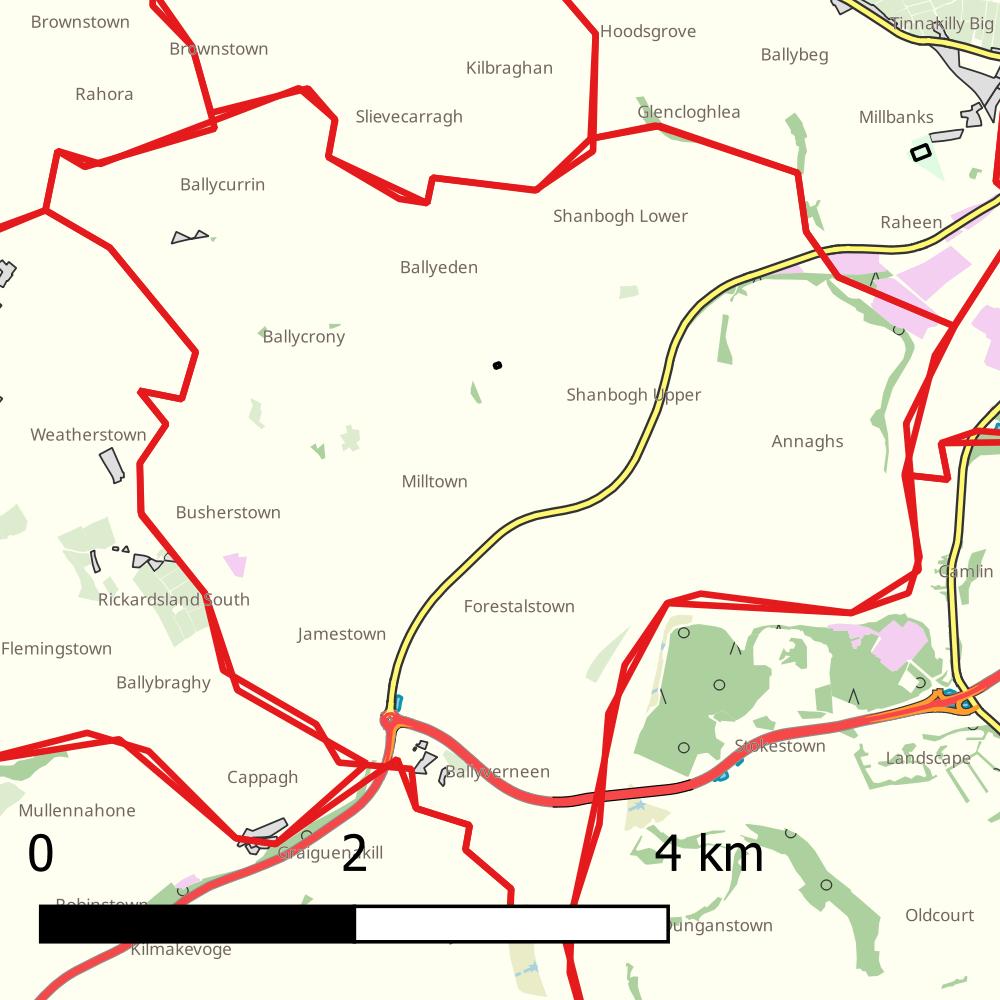 Brownstown
Tinnakilly Big
Hoodsgrove
Brownstown
Ballybeg
Kilbraghan
Rahora
Glencloghlea
Slievecarragh
Millbanks
Ballycurrin
Shanbogh Lower
Raheen
Ballyeden
Ballycrony
Shanbogh Upper
Weatherstown
Annaghs
Milltown
Busherstown
Camlin
Rickardsland South
Forestalstown
Jamestown
Flemingstown
Ballybraghy
Stokestown
Landscape
Ballyverneen
Cappagh
Mullennahone
0 2 4 km
Graiguenakill
Robinstown
Oldcourt
Dunganstown
Kilmakevoge